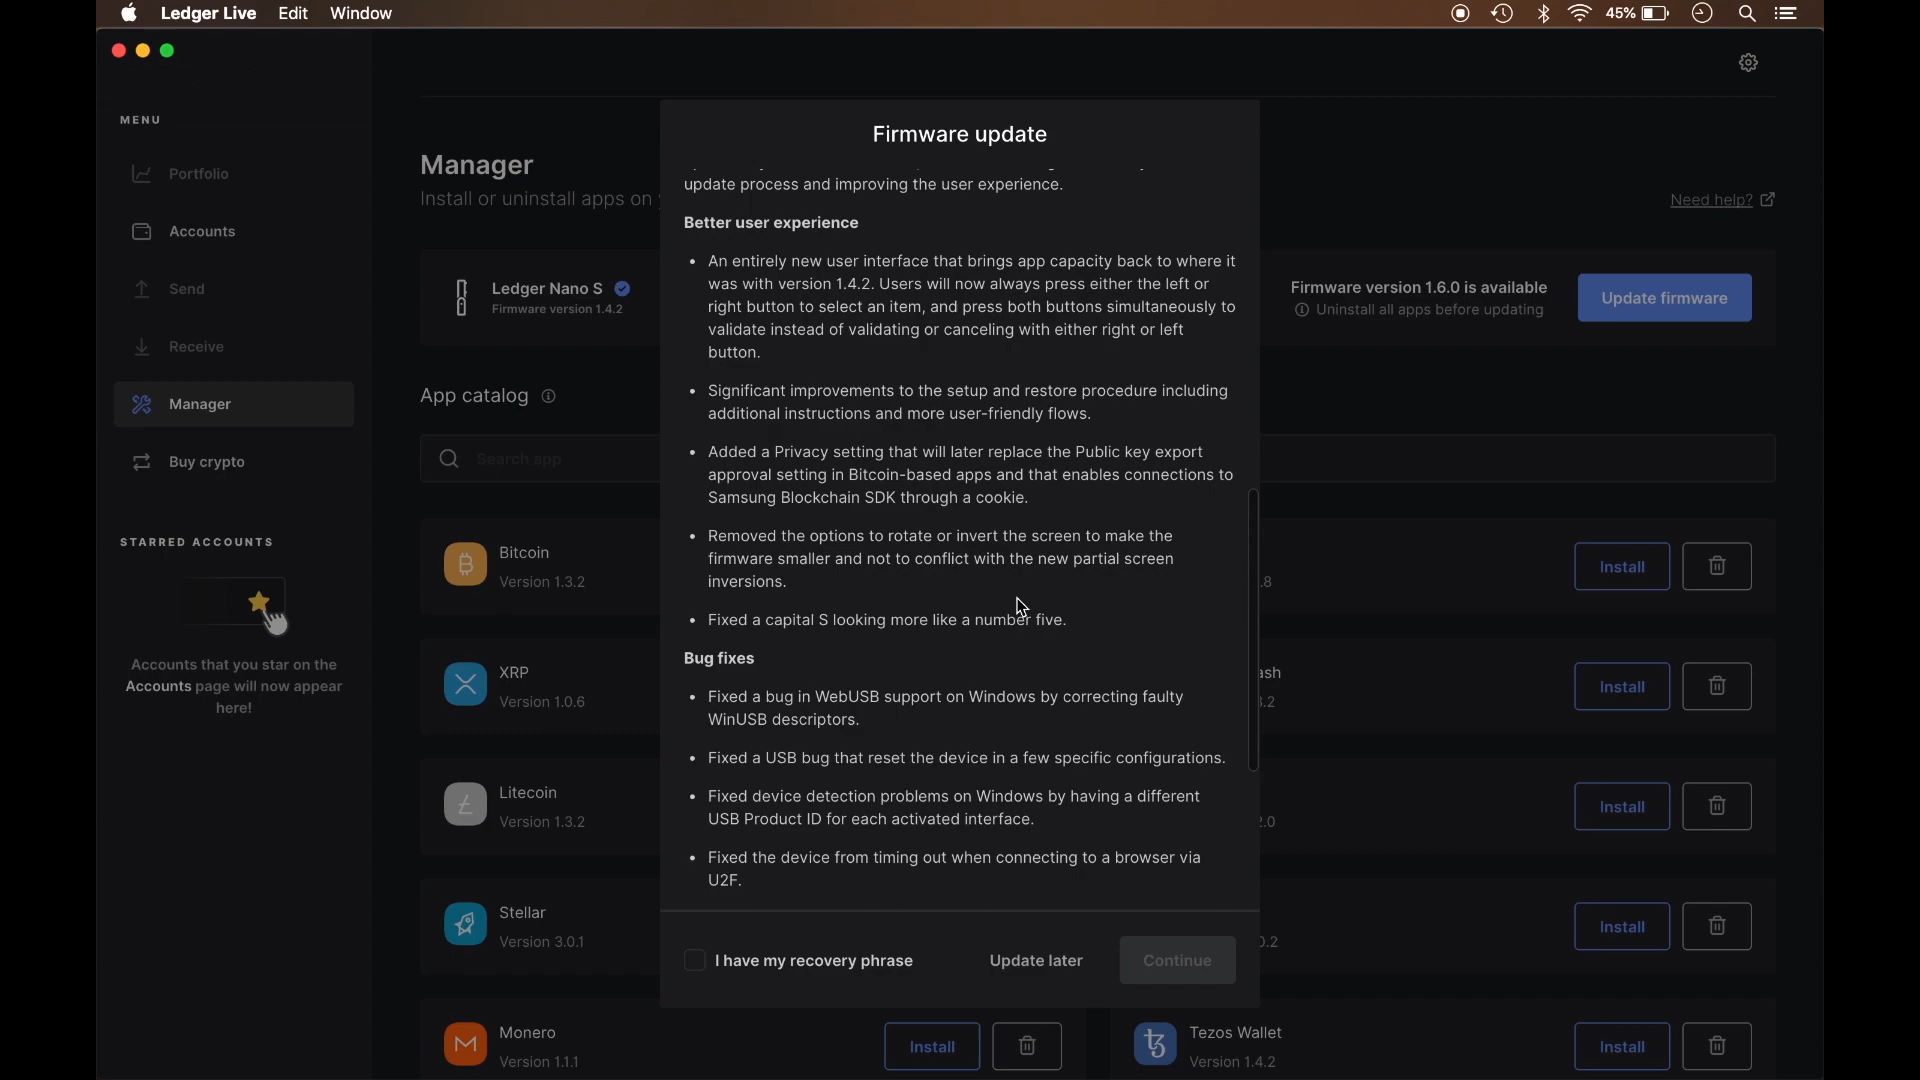 Ledger Live Edit Window
45%
MENU
Portfolio
Accounts
Send
Receive
Manager
Buy crypto
STARRED ACCOUNTS
Accounts that you star on the
Accounts page will now appear
here!
Manager
Install or uninstall apps on
Need help?
Ledger Nano S
Firmware version 1.4.2
Firmware version 1.6.0 is available
Uninstall all apps before updating
Update firmware
App catalog
Search app
Bitcoin
Version 1.3.2
.8
Install
XRP
Version 1.0.6
ash
.2
Install
Litecoin
Version 1.3.2
2.0
Install
Stellar
Version 3.0.1
0.2
Install
Monero
Version 1.1.1
Install
Tezos Wallet
Version 1.4.2
Install
Firmware update
update process and improving the user experience.
Better user experience
• An entirely new user interface that brings app capacity back to where it
was with version 1.4.2. Users will now always press either the left or
right button to select an item, and press both buttons simultaneously to
validate instead of validating or canceling with either right or left
button.
• Significant improvements to the setup and restore procedure including
additional instructions and more user-friendly flows.
• Added a Privacy setting that will later replace the Public key export
approval setting in Bitcoin-based apps and that enables connections to
Samsung Blockchain SDK through a cookie.
• Removed the options to rotate or invert the screen to make the
firmware smaller and not to conflict with the new partial screen
inversions.
• Fixed a capital S looking more like a number five.
Bug fixes
• Fixed a bug in WebUSB support on Windows by correcting faulty
WinUSB descriptors.
• Fixed a USB bug that reset the device in a few specific configurations.
• Fixed device detection problems on Windows by having a different
USB Product ID for each activated interface.
• Fixed the device from timing out when connecting to a browser via
U2F.
I have my recovery phrase
Update later
Continue